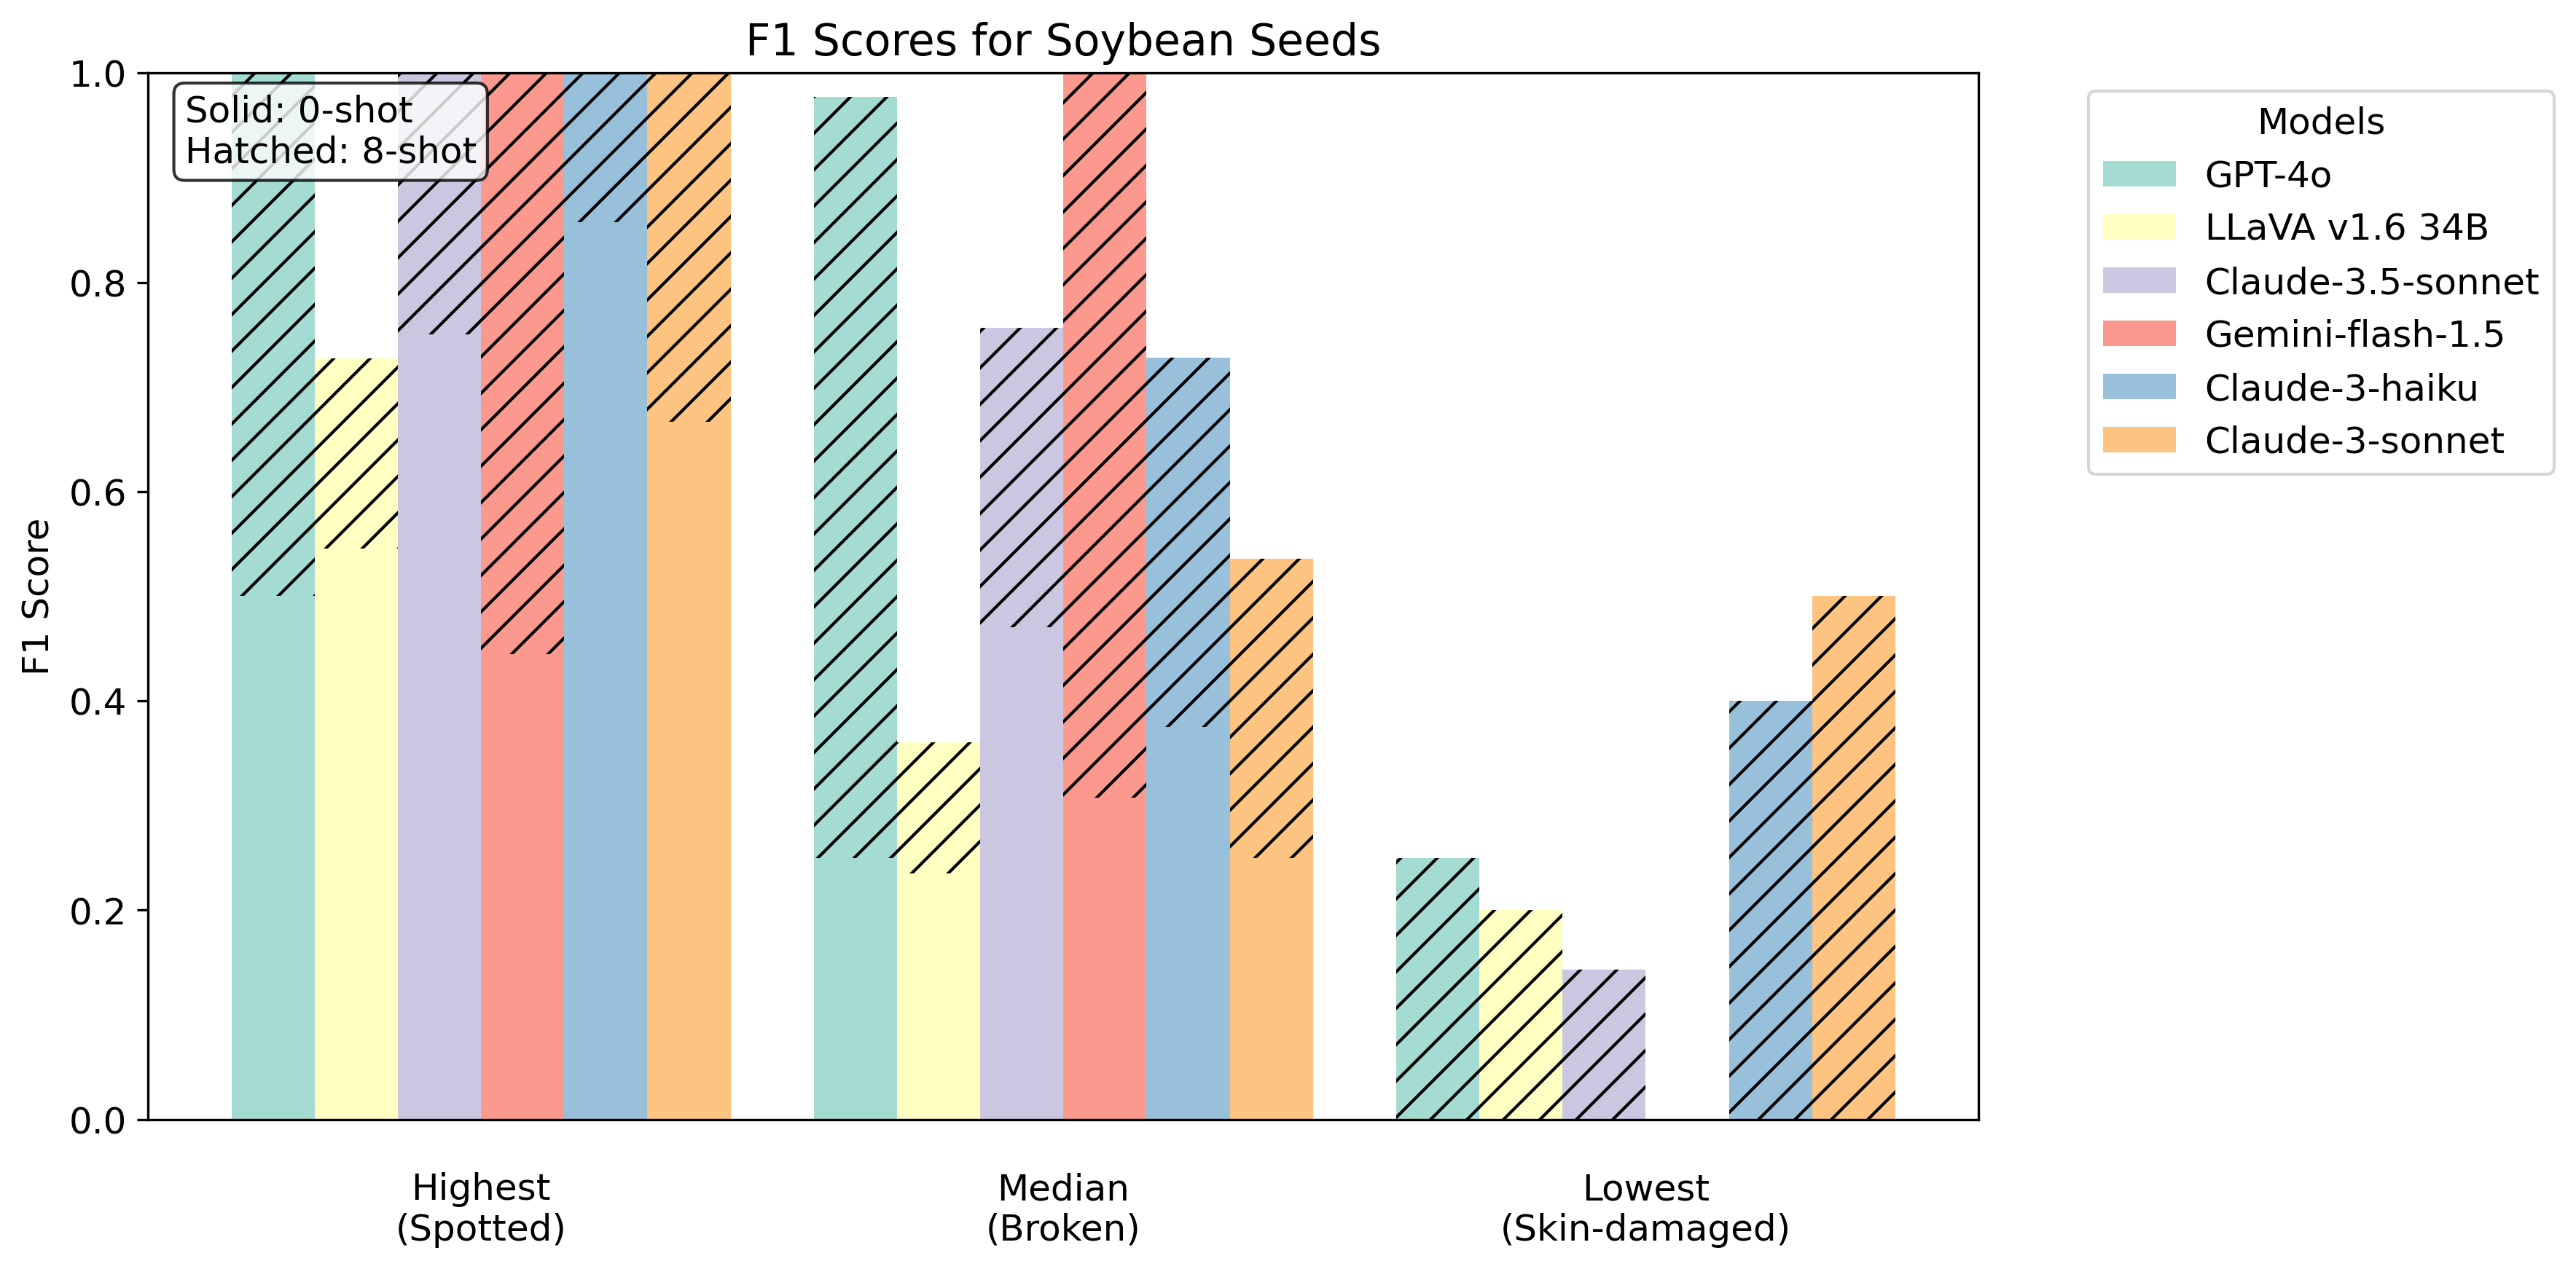 F1 Scores for Soybean Seeds
Solid: 0-shot
Hatched: 8-shot
1.0
0.8
0.6
0.4
0.2
0.0
F1 Score
Highest
(Spotted)
Median
(Broken)
Lowest
(Skin-damaged)
Models
GPT-4o
LLaVA v1.6 34B
Claude-3.5-sonnet
Gemini-flash-1.5
Claude-3-haiku
Claude-3-sonnet